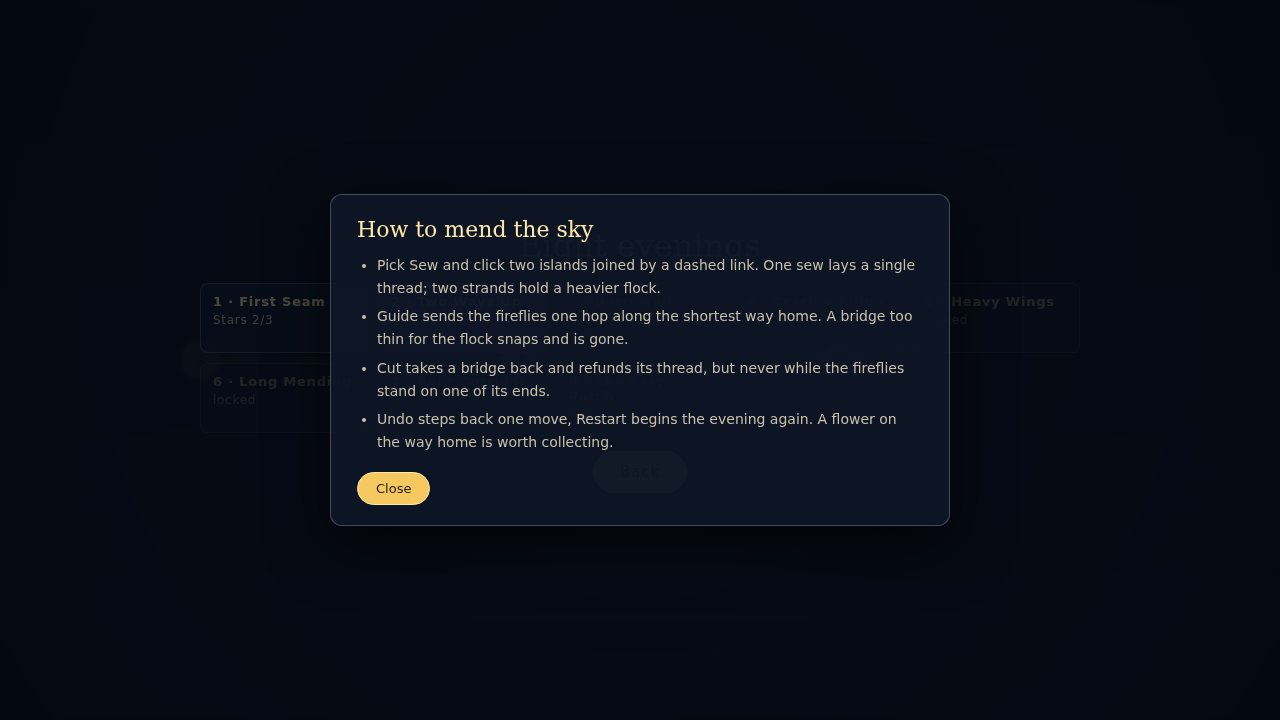 How to mend the sky
Eight evenings
Pick Sew and click two islands joined by a dashed link. One sew lays a single
thread; two strands hold a heavier flock.
1 · First Seam
Heavy Wings
Stars 2/3
Guide sends the fireflies one hop along the shortest way home. A bridge too
thin for the flock snaps and is gone.
Cut takes a bridge back and refunds its thread, but never while the fireflies
stand on one of its ends.
6 · Long Mending
locked
Undo steps back one move, Restart begins the evening again. A flower on
the way home is worth collecting.
Back
Close